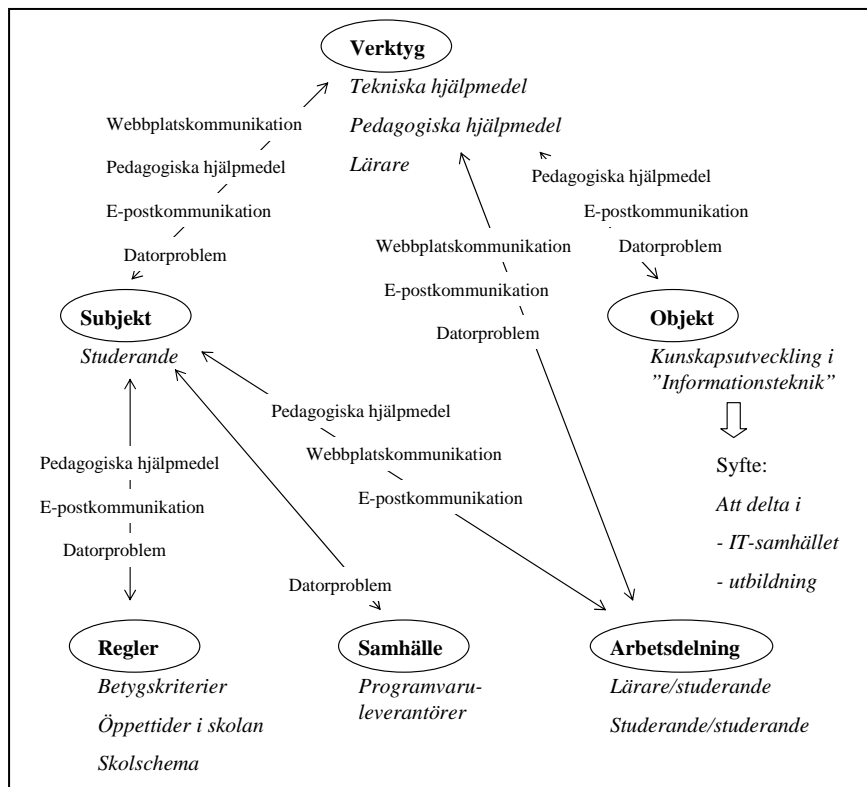 Verktyg
Tekniska hjälpmedel
Pedagogiska hjälpmedel
Lärare
Webbplatskommunikation
Pedagogiska hjälpmedel
E-postkommunikation
Datorproblem
Pedagogiska hjälpmedel
E-postkommunikation
Datorproblem
Webbplatskommunikation
E-postkommunikation
Datorproblem
Subjekt
Studerande
Objekt
Kunskapsutveckling i
”Informationsteknik”
Syfte:
Att delta i
- IT-samhället
- utbildning
Pedagogiska hjälpmedel
Webbplatskommunikation
E-postkommunikation
Pedagogiska hjälpmedel
E-postkommunikation
Datorproblem
Datorproblem
Regler
Betygskriterier
Öppettider i skolan
Skolschema
Samhälle
Programvaru-
leverantörer
Arbetsdelning
Lärare/studerande
Studerande/studerande